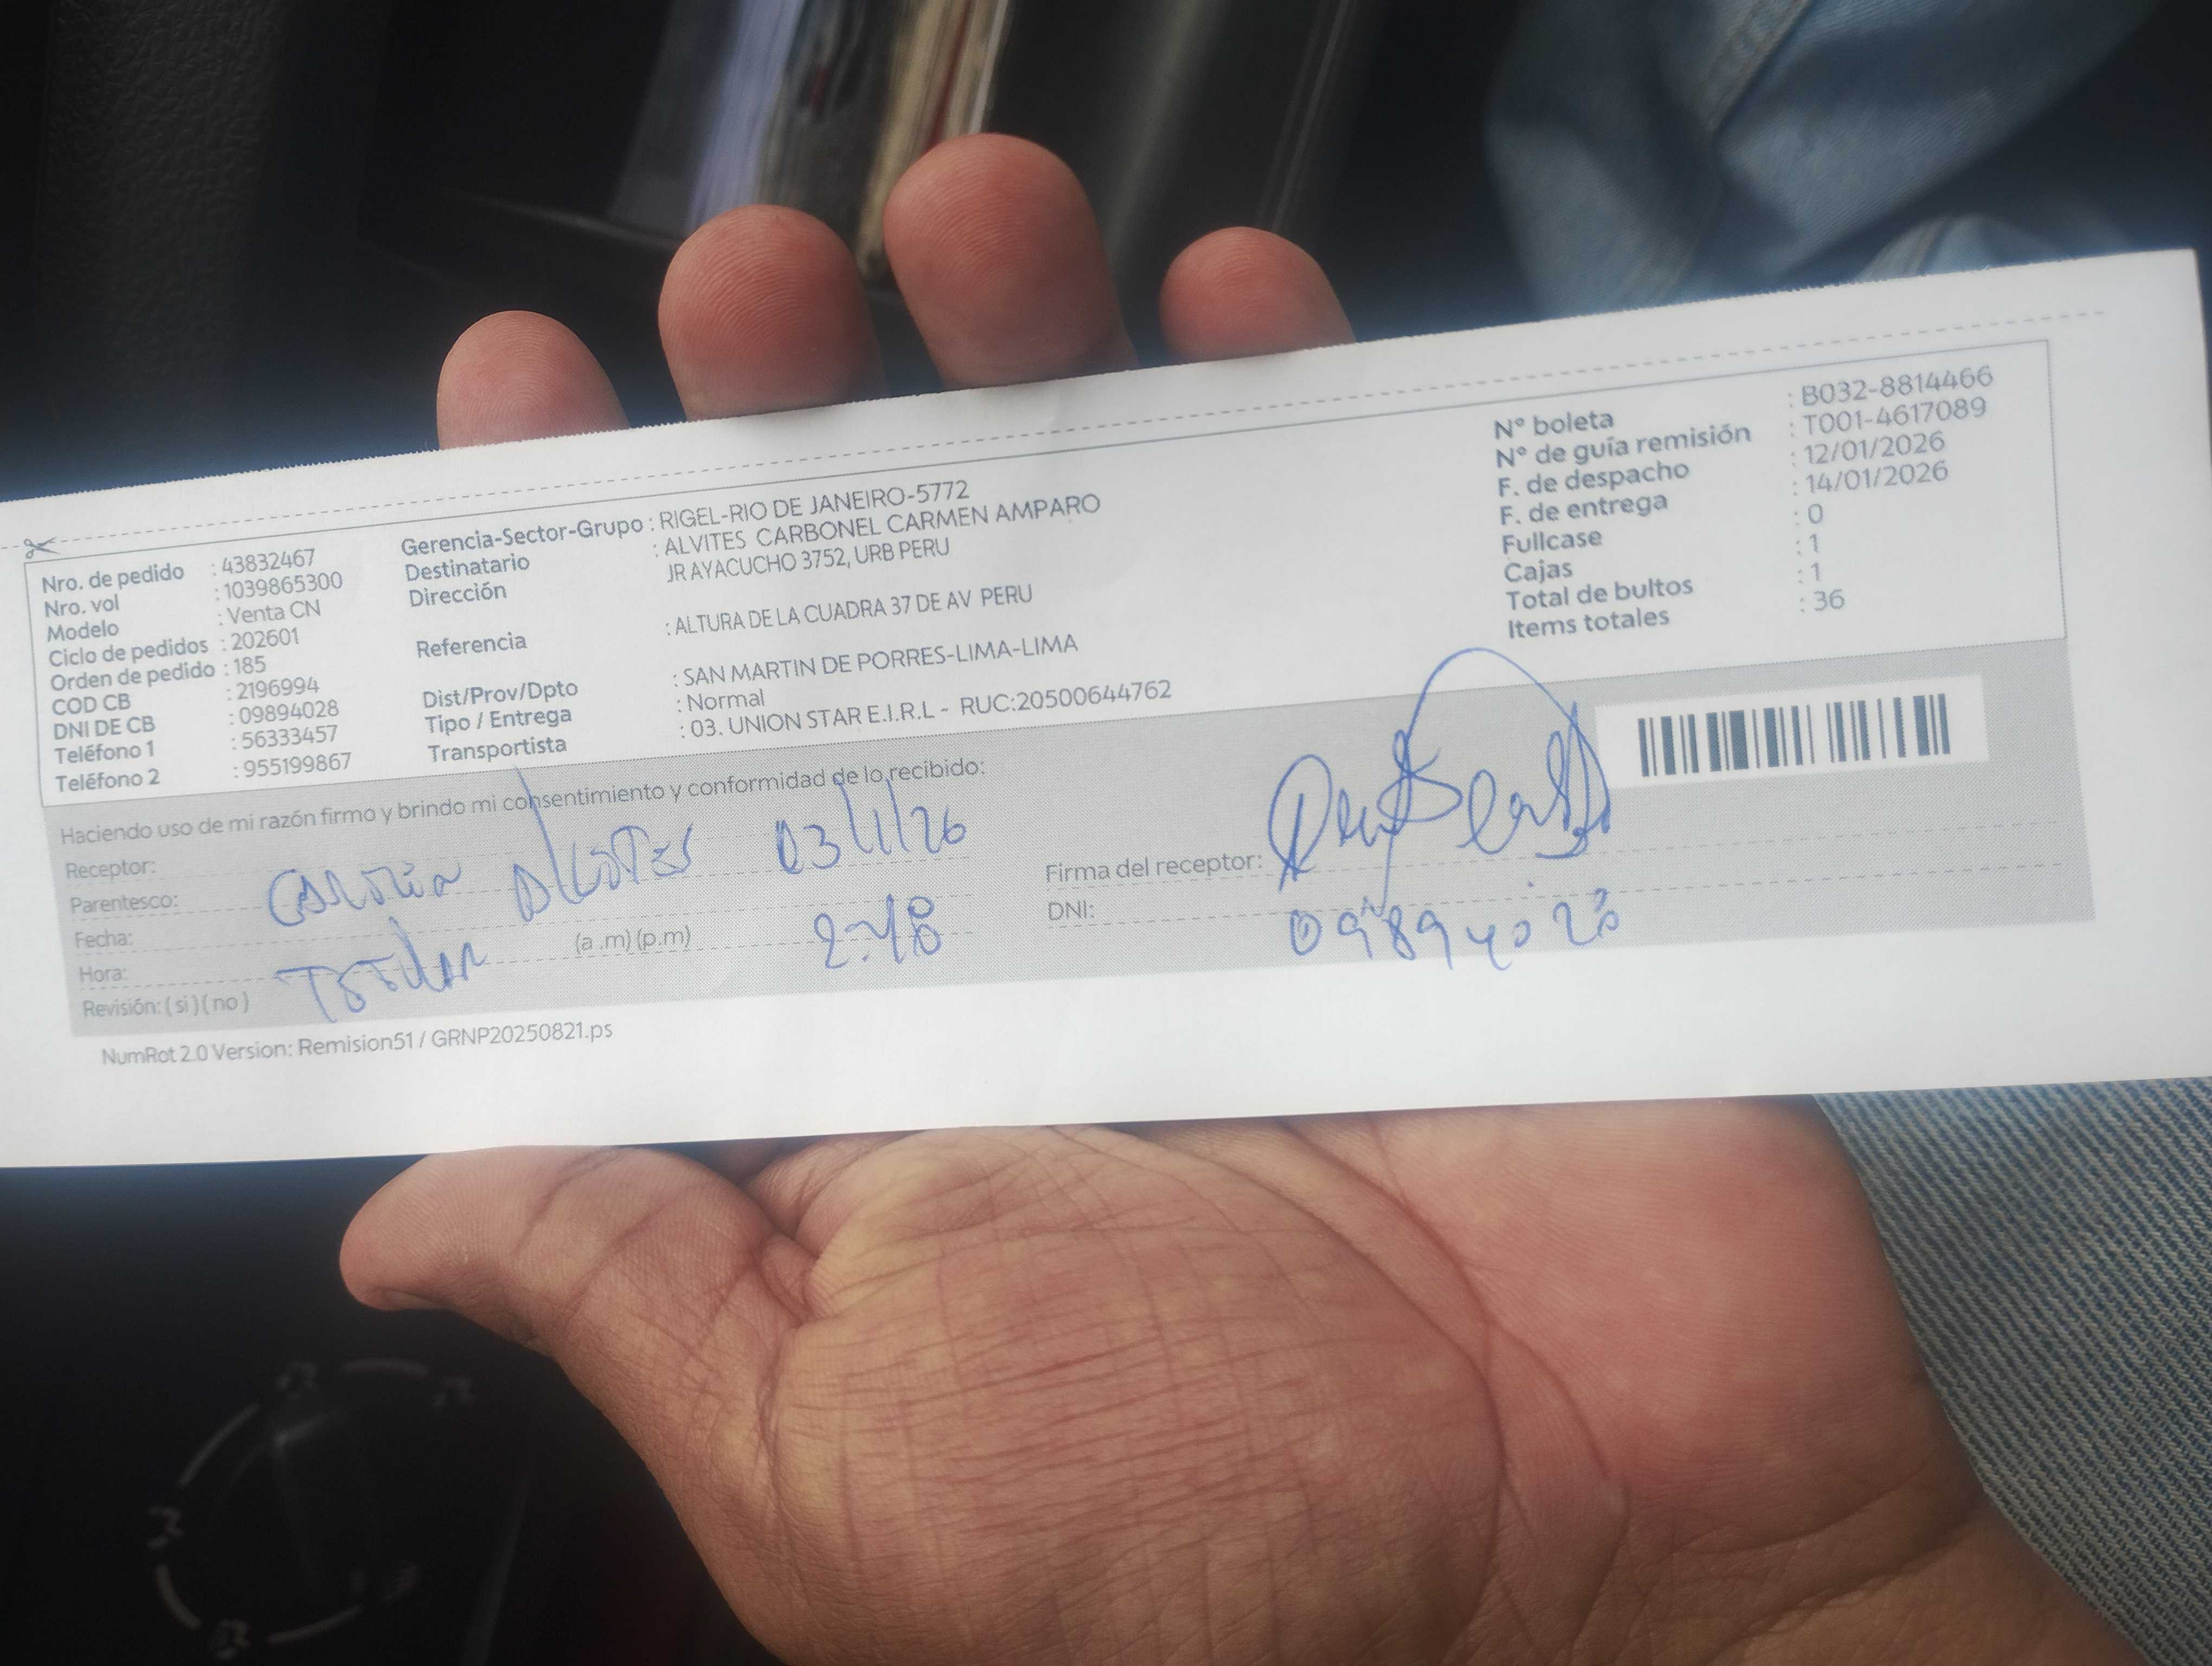 Nro. de pedido : 43832467
Nro. vol : 1039865300
Modelo : Venta CN
Ciclo de pedidos : 202601
Orden de pedido : 185
COD CB : 2196994
DNI DE CB : 09894028
Teléfono 1 : 56333457
Teléfono 2 : 955199867
Gerencia-Sector-Grupo : RIGEL-RIO DE JANEIRO-5772
Destinatario : ALVITES CARBONEL CARMEN AMPARO
Dirección JR AYACUCHO 3752, URB PERU
Referencia : ALTURA DE LA CUADRA 37 DE AV PERU
Dist/Prov/Dpto : SAN MARTIN DE PORRES-LIMA-LIMA
Tipo / Entrega : Normal
Transportista : 03. UNION STAR E.I.R.L - RUC:20500644762
N° boleta : B032-8814466
N° de guía remisión : T001-4617089
F. de despacho : 12/01/2026
F. de entrega : 14/01/2026
Fullcase : 0
Cajas : 1
Total de bultos : 1
Items totales : 36
Haciendo uso de mi razón firmo y brindo mi consentimiento y conformidad de lo recibido:
Receptor:
Parentesco: 
Fecha:
Hora: (a .m) (p.m)
Revisión: ( si ) ( no )
13/1/26
2:48
Firma del receptor:
DNI: 09894028
NumRot 2.0 Version: Remision51 / GRNP20250821.ps